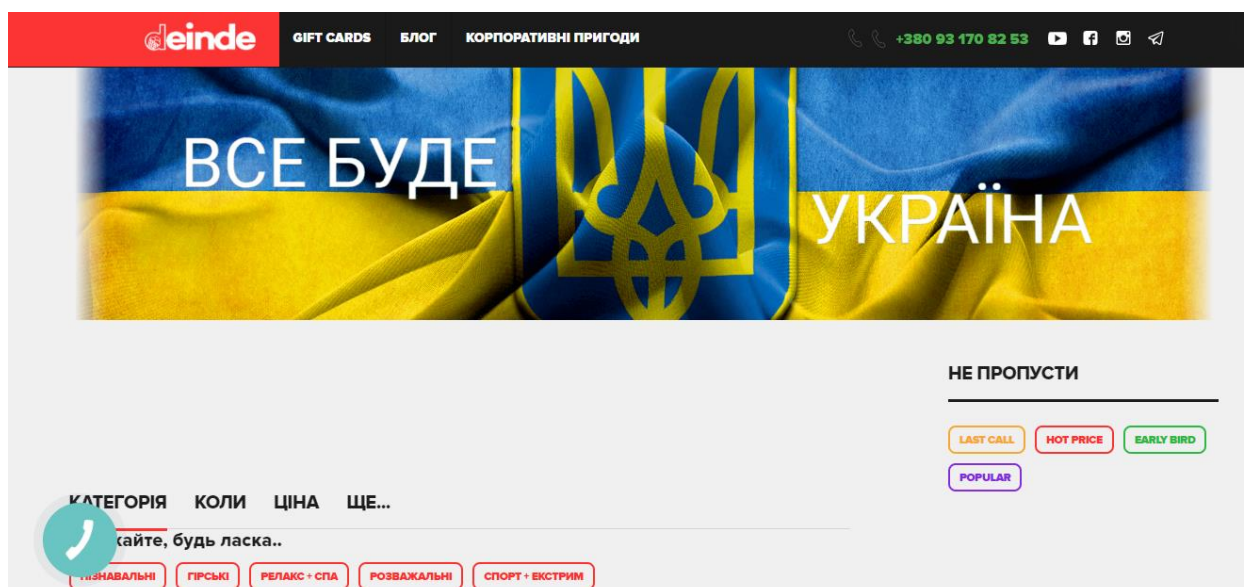 deinde GIFT CARDS БЛОГ КОРПОРАТИВНІ ПРИГОДИ +380 93 170 82 53
ВСЕ БУДЕ
УКРАЇНА
НЕ ПРОПУСТИ
LAST CALL HOT PRICE EARLY BIRD
POPULAR
КАТЕГОРІЯ КОЛИ ЦІНА ЩЕ...
будь ласка..
ПІЗНАВАЛЬНІ ГІРСЬКІ РЕЛАКС + СПА РОЗВАЖАЛЬНІ СПОРТ + ЕКСТРИМ